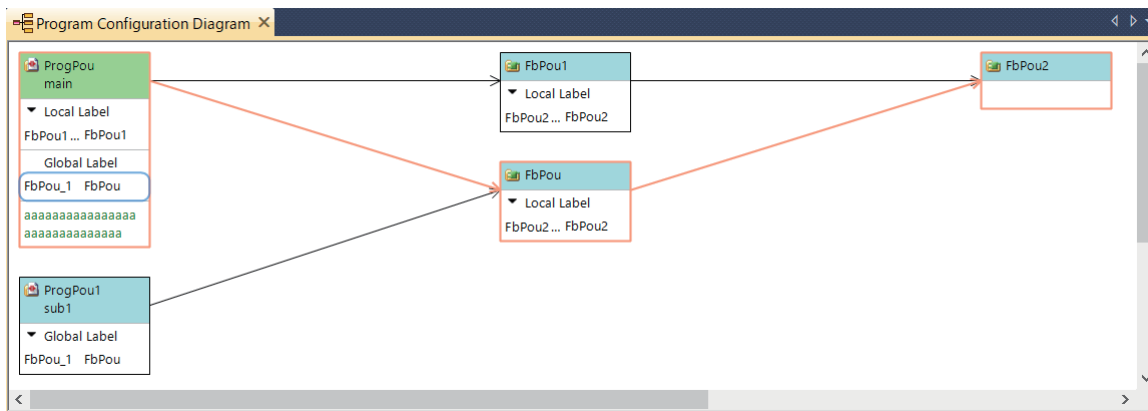 Program Configuration Diagram
ProgPou
main
Local Label
FbPou1... FbPou1
Global Label
FbPou_1 FbPou
aaaaaaaaaaaaaaaa
aaaaaaaaaaaaaa
ProgPou1
sub1
Global Label
FbPou_1 FbPou
FbPou1
Local Label
FbPou2... FbPou2
FbPou
Local Label
FbPou2... FbPou2
FbPou2